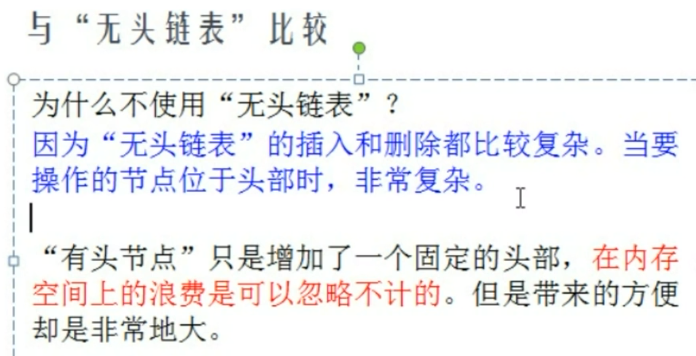 与“无头链表”比较
为什么不使用“无头链表”？
因为“无头链表”的插入和删除都比较复杂。当要
操作的节点位于头部时，非常复杂。
“有头节点”只是增加了一个固定的头部，在内存
空间上的浪费是可以忽略不计的。但是带来的方便
却是非常地大。